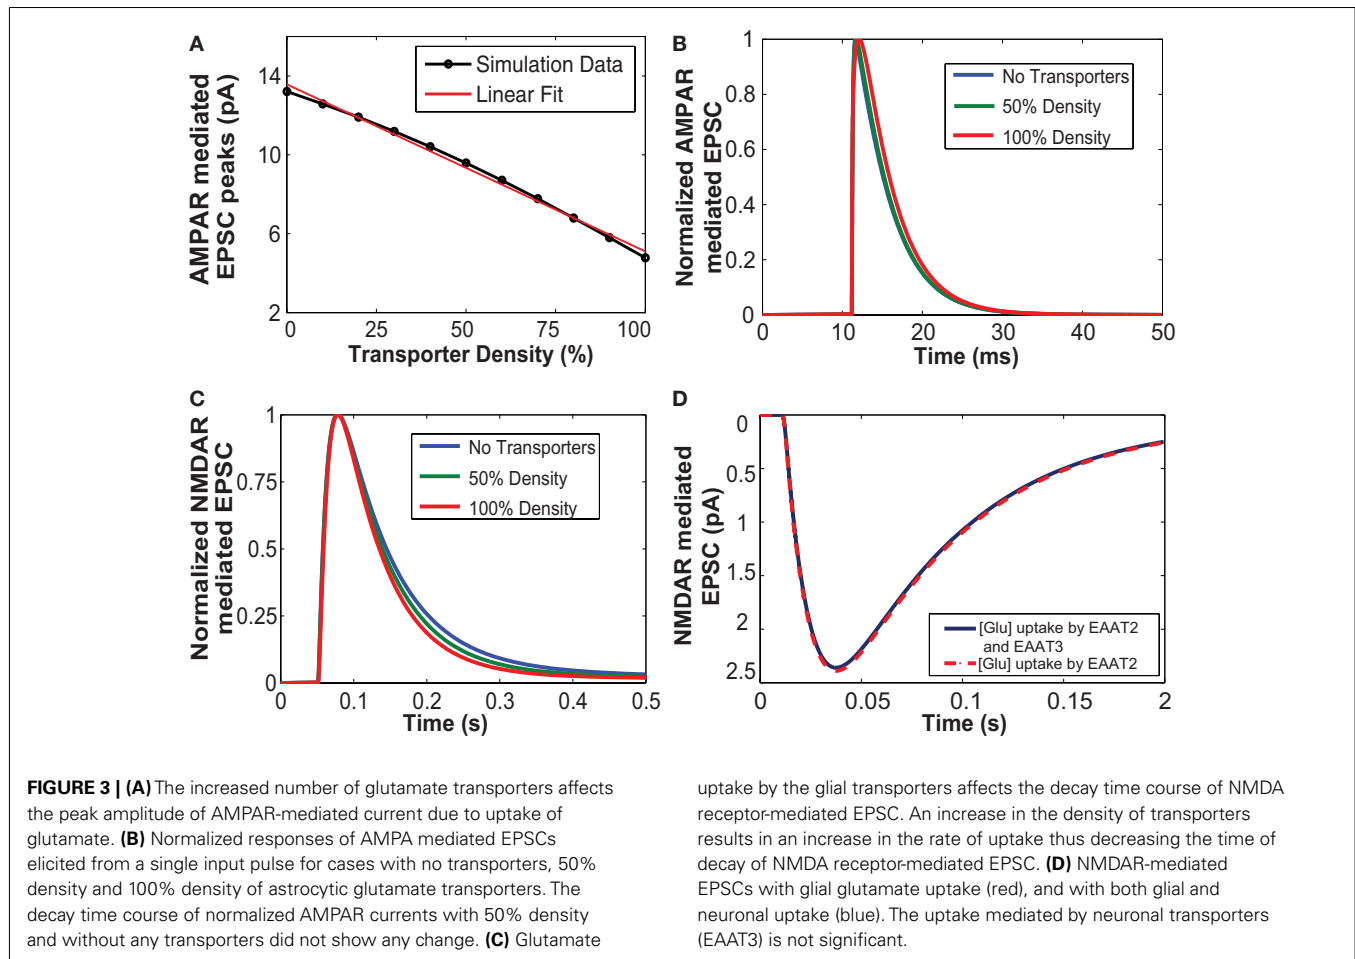 A
AMPAR mediated
EPSC peaks (pA)
14
10
6
2
0
25
50
75
100
Transporter Density (%)
Simulation Data
Linear Fit
B
Normalized AMPAR
mediated EPSC
1
0.8
0.6
0.4
0.2
0
0
10
20
30
40
50
Time (ms)
No Transporters
50% Density
100% Density
C
Normalized NMDAR
mediated EPSC
1
0.75
0.5
0.25
0
0
0.1
0.2
0.3
0.4
0.5
Time (s)
No Transporters
50% Density
100% Density
D
NMDAR mediated
EPSC (pA)
0
0.5
1
1.5
2
2.5
0
0.05
0.1
0.15
2
Time (s)
[Glu] uptake by EAAT2
and EAAT3
[Glu] uptake by EAAT2
FIGURE 3 | (A) The increased number of glutamate transporters affects
the peak amplitude of AMPAR-mediated current due to uptake of
glutamate. (B) Normalized responses of AMPA mediated EPSCs
elicited from a single input pulse for cases with no transporters, 50%
density and 100% density of astrocytic glutamate transporters. The
decay time course of normalized AMPAR currents with 50% density
and without any transporters did not show any change. (C) Glutamate
uptake by the glial transporters affects the decay time course of NMDA
receptor-mediated EPSC. An increase in the density of transporters
results in an increase in the rate of uptake thus decreasing the time of
decay of NMDA receptor-mediated EPSC. (D) NMDAR-mediated
EPSCs with glial glutamate uptake (red), and with both glial and
neuronal uptake (blue). The uptake mediated by neuronal transporters
(EAAT3) is not significant.